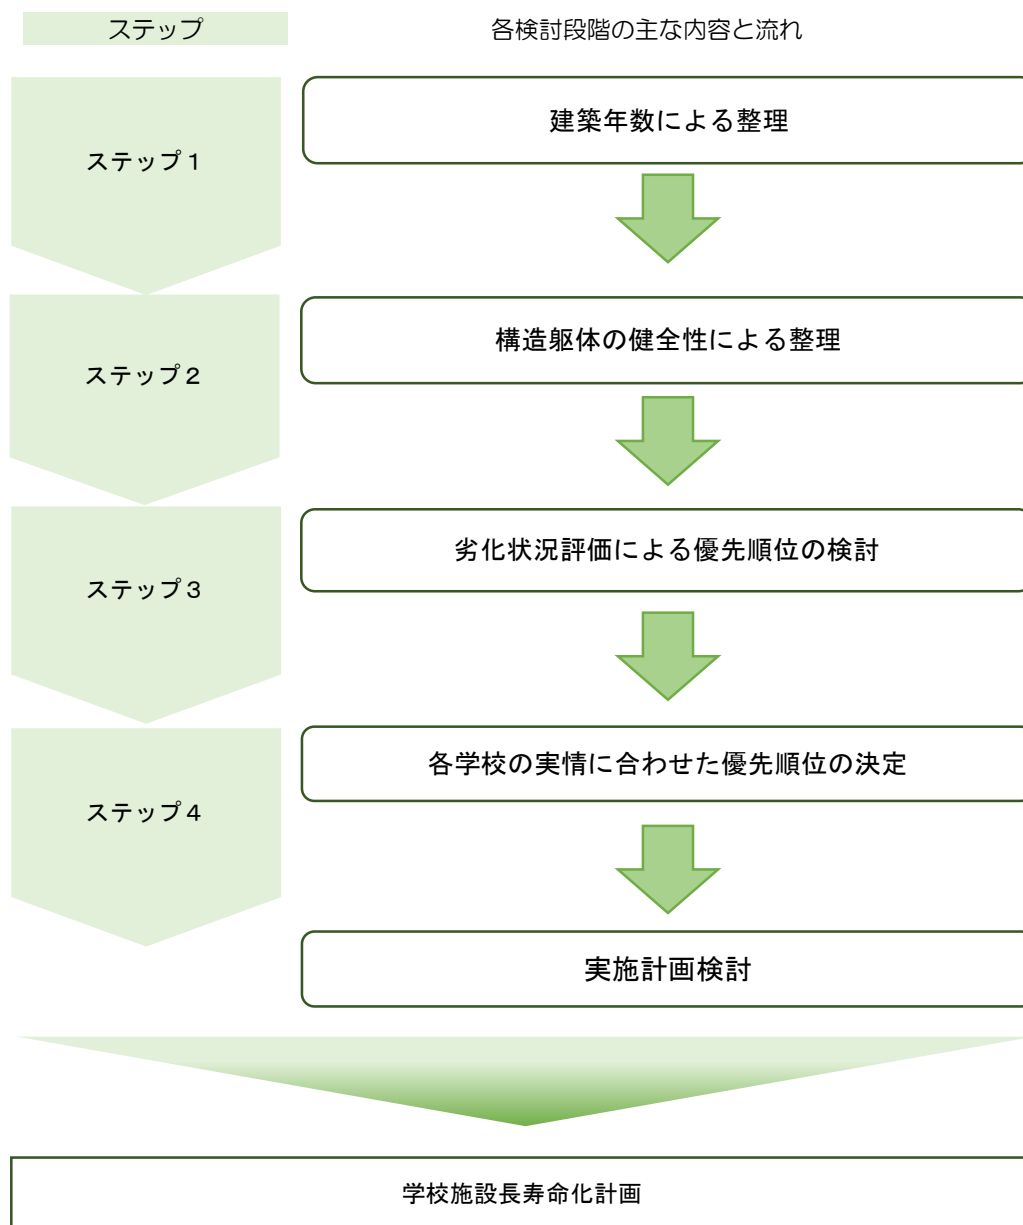 ステップ
各検討段階の主な内容と流れ
ステップ１
建築年数による整理
ステップ２
構造躯体の健全性による整理
ステップ３
劣化状況評価による優先順位の検討
ステップ４
各学校の実情に合わせた優先順位の決定
実施計画検討
学校施設長寿命化計画